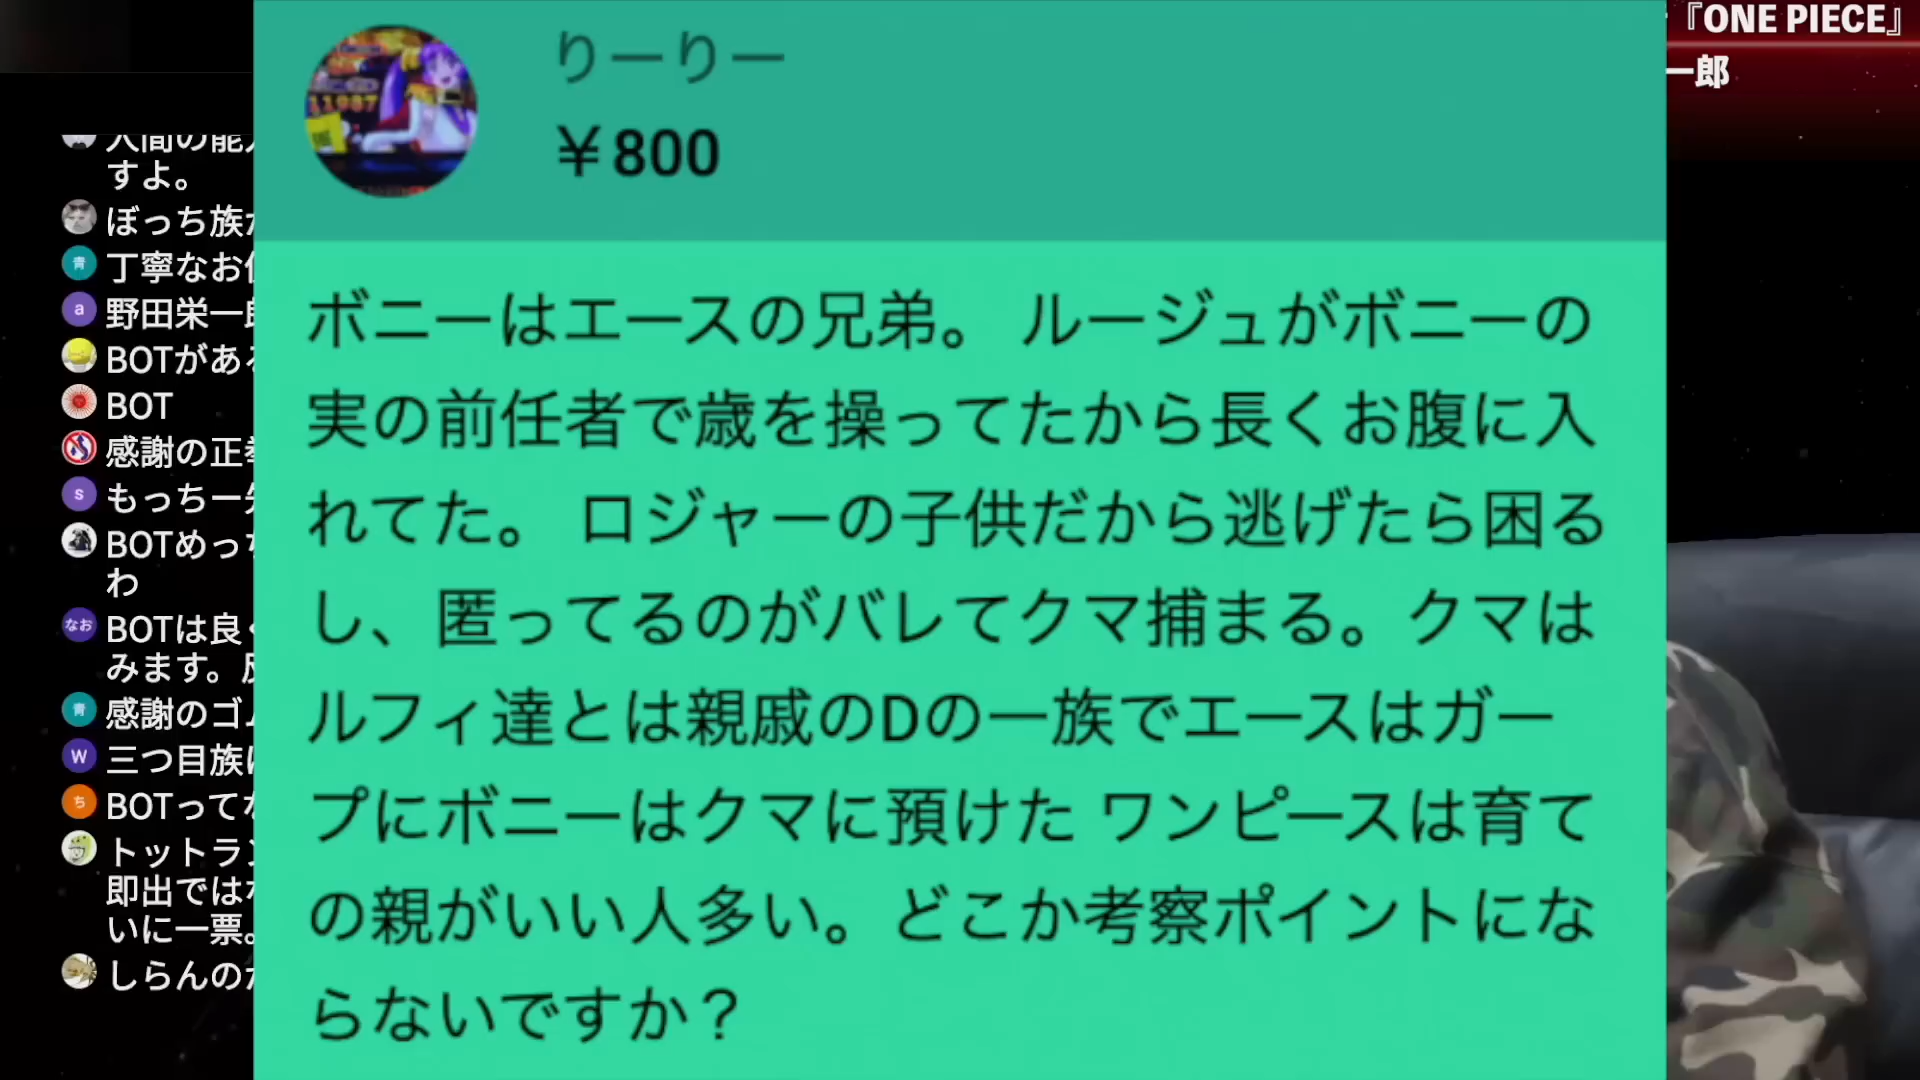 『ONE PIECE』
一郎
りーりー
￥800
ボニーはエースの兄弟。 ルージュがボニーの
実の前任者で歳を操ってたから長くお腹に入
れてた。 ロジャーの子供だから逃げたら困る
し、匿ってるのがバレてクマ捕まる。クマは
ルフィ達とは親戚のDの一族でエースはガー
プにボニーはクマに預けた ワンピースは育て
の親がいい人多い。どこか考察ポイントにな
らないですか？
11987
人間の能
すよ。
ぼっち族
青 丁寧なお
a 野田栄一
BOTがあ
BOT
感謝の正
s もっちー
BOTめっ
わ
なお BOTは良
みます。
青 感謝のゴ
W 三つ目族
ち BOTって
トットラ
即出では
いに一票。
しらんの